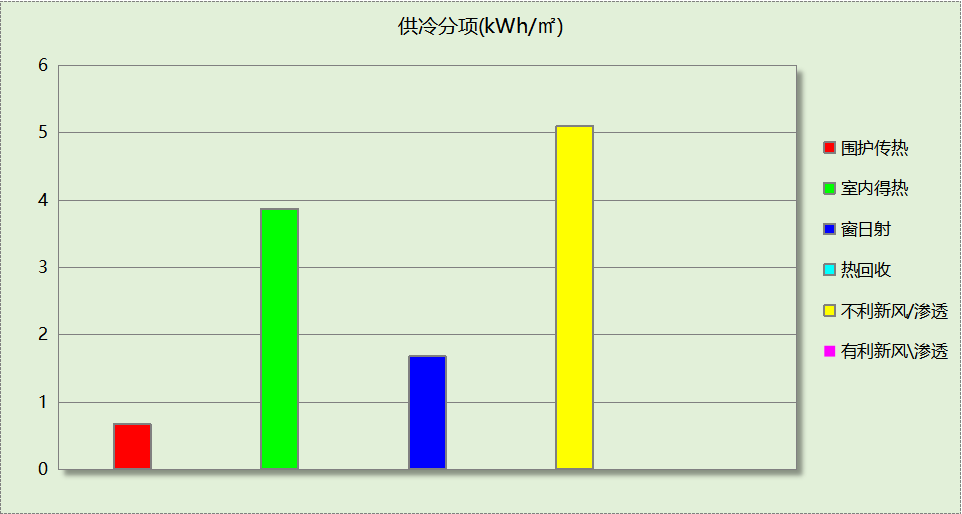 供冷分项(kWh/㎡)
6
5
4
3
2
1
0
围护传热
室内得热
窗日射
热回收
不利新风/渗透
有利新风\渗透